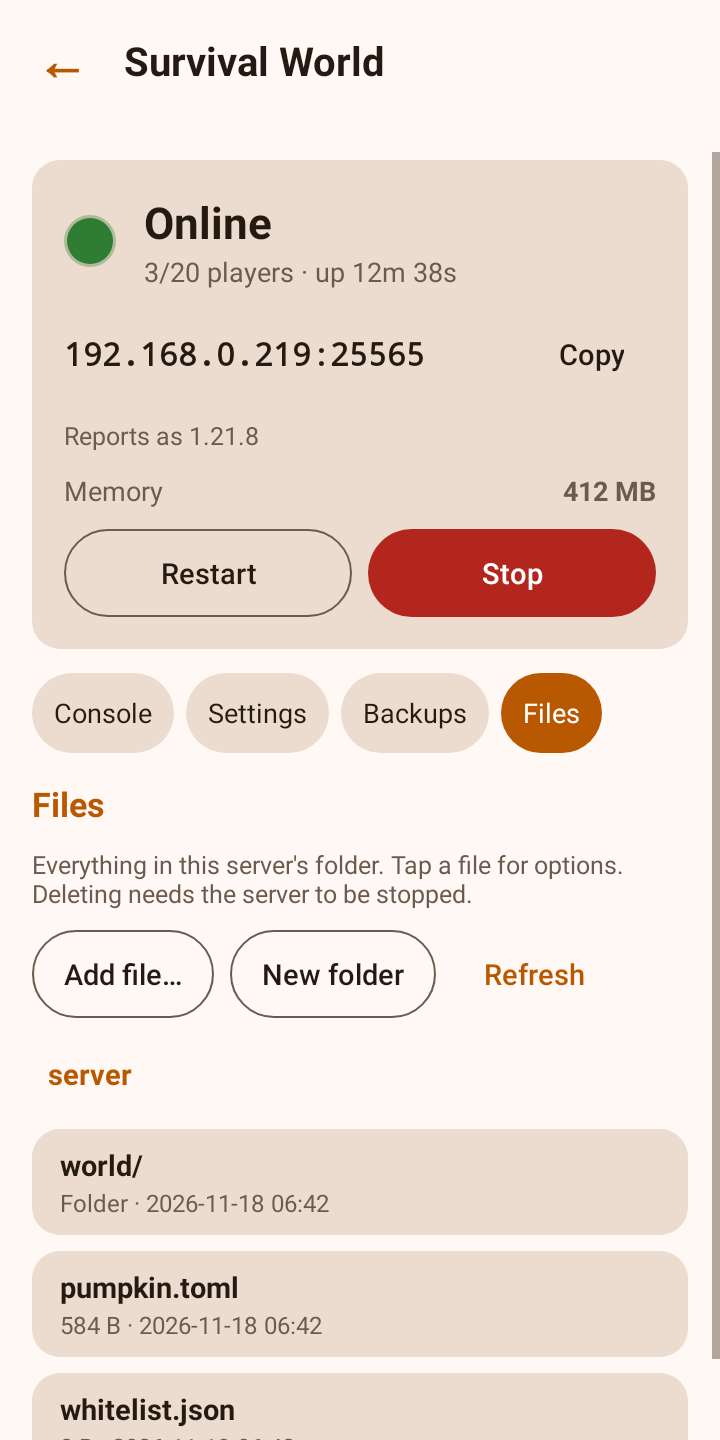 ← Survival World
Online
3/20 players · up 12m 38s
192.168.0.219:25565 Copy
Reports as 1.21.8
Memory 412 MB
Restart Stop
Console Settings Backups Files
Files
Everything in this server's folder. Tap a file for options.
Deleting needs the server to be stopped.
Add file… New folder Refresh
server
world/
Folder · 2026-11-18 06:42
pumpkin.toml
584 B · 2026-11-18 06:42
whitelist.json